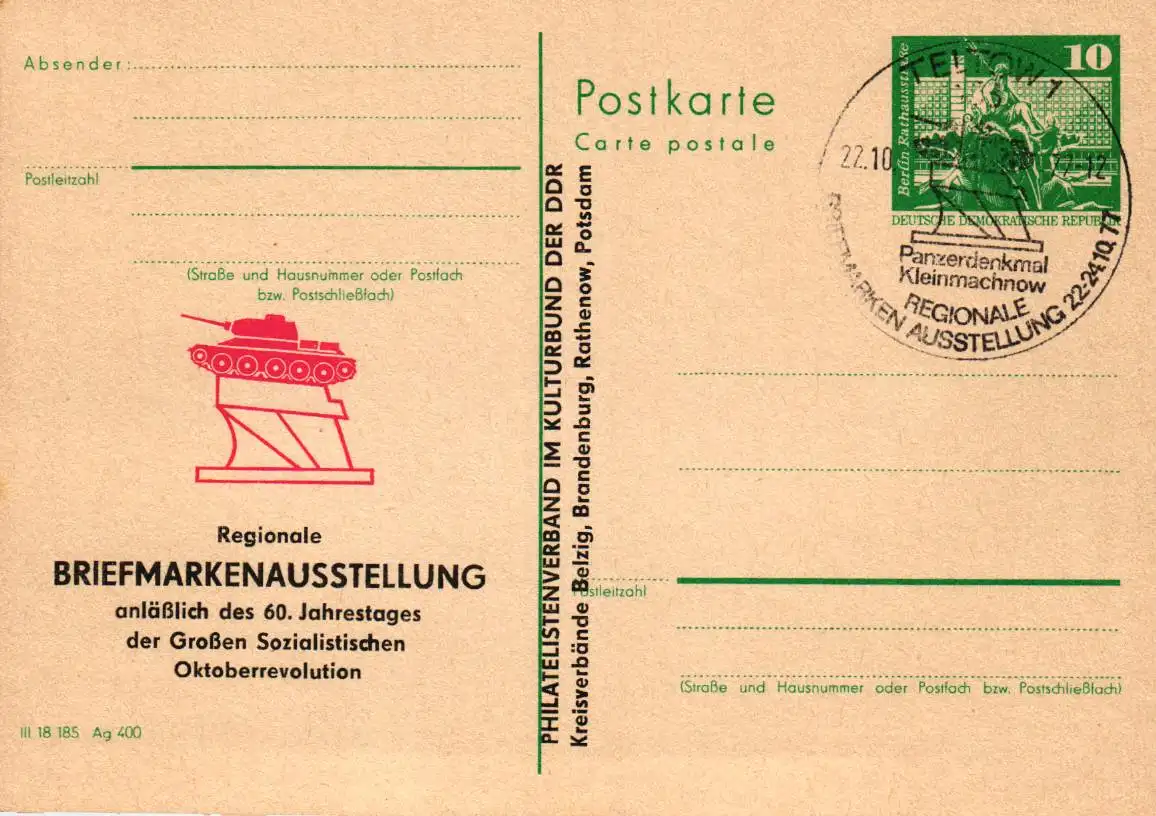 Absender:
Postleitzahl
(Straße und Hausnummer oder Postfach
bzw. Postschließfach)
Regionale
BRIEFMARKENAUSSTELLUNG
anläßlich des 60. Jahrestages
der Großen Sozialistischen
Oktoberrevolution
III 18 185 Ag 400
PHILATELISTENVERBAND IM KULTURBUND DER DDR
Kreisverbände Belzig, Brandenburg, Rathenow, Potsdam
Postkarte
Carte postale
Berlin Rathausstraße
10
DEUTSCHE DEMOKRATISCHE REPUBLIK
TELTOW 1
22.10
77-12
Panzerdenkmal
Kleinmachnow
REGIONALE
BRIEFMARKEN AUSSTELLUNG 22-24.10.77
Postleitzahl
(Straße und Hausnummer oder Postfach bzw. Postschließfach)